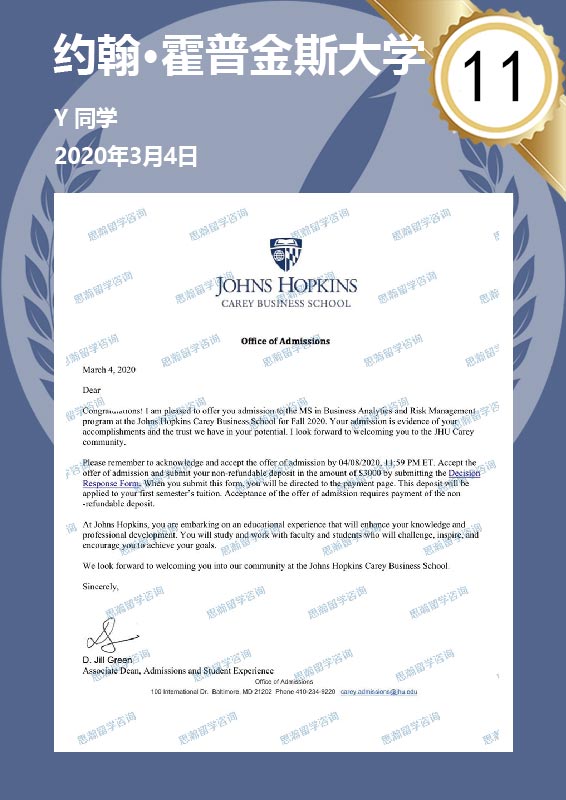 约翰•霍普金斯大学
11
Y 同学
2020年3月4日
JOHNS HOPKINS
CAREY BUSINESS SCHOOL
Office of Admissions
March 4, 2020
Dear
Congratulations! I am pleased to offer you admission to the MS in Business Analytics and Risk Management
program at the Johns Hopkins Carey Business School for Fall 2020. Your admission is evidence of your
accomplishments and the trust we have in your potential. I look forward to welcoming you to the JHU Carey
community.
Please remember to acknowledge and accept the offer of admission by 04/08/2020, 11:59 PM ET. Accept the
offer of admission and submit your non-refundable deposit in the amount of $3000 by submitting the Decision
Response Form. When you submit this form, you will be directed to the payment page. This deposit will be
applied to your first semester's tuition. Acceptance of the offer of admission requires payment of the non
-refundable deposit.
At Johns Hopkins, you are embarking on an educational experience that will enhance your knowledge and
professional development. You will study and work with faculty and students who will challenge, inspire, and
encourage you to achieve your goals.
We look forward to welcoming you into our community at the Johns Hopkins Carey Business School.
Sincerely,
D. Jill Green
Associate Dean, Admissions and Student Experience
Office of Admissions
100 International Dr. Baltimore, MD 21202 Phone 410-234-9220 carey.admissions@jhu.edu
思瀚留学咨询